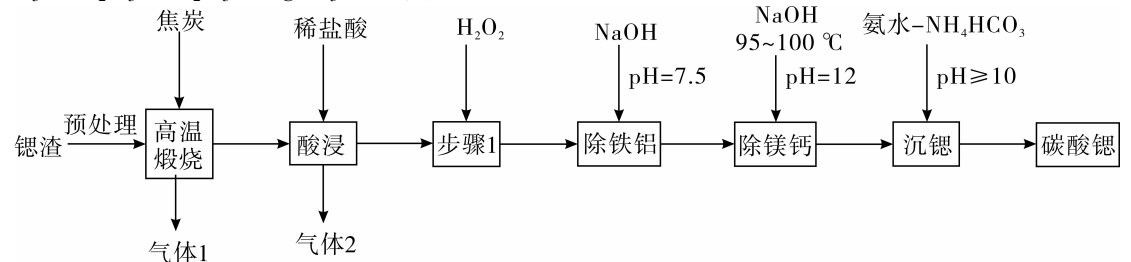 焦炭
稀盐酸
H₂O₂
NaOH
NaOH
95~100 ℃
氨水-NH₄HCO₃
pH=7.5
pH=12
pH≥10
锶渣
预处理
高温
煅烧
酸浸
步骤1
除铁铝
除镁钙
沉锶
碳酸锶
气体1
气体2